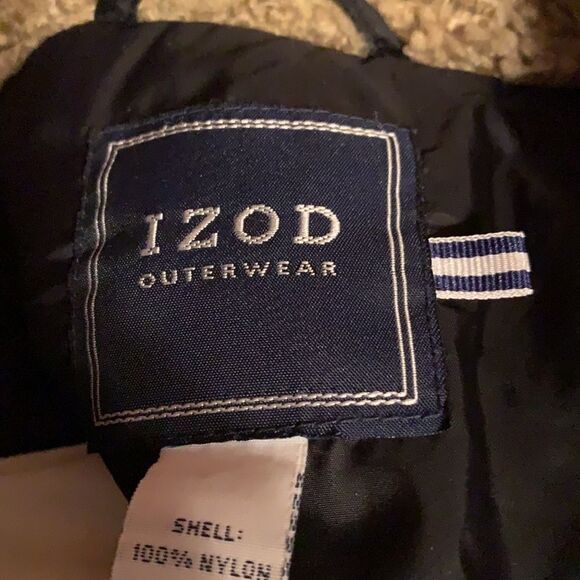 IZOD
OUTERWEAR
SHELL:
100% NYLON